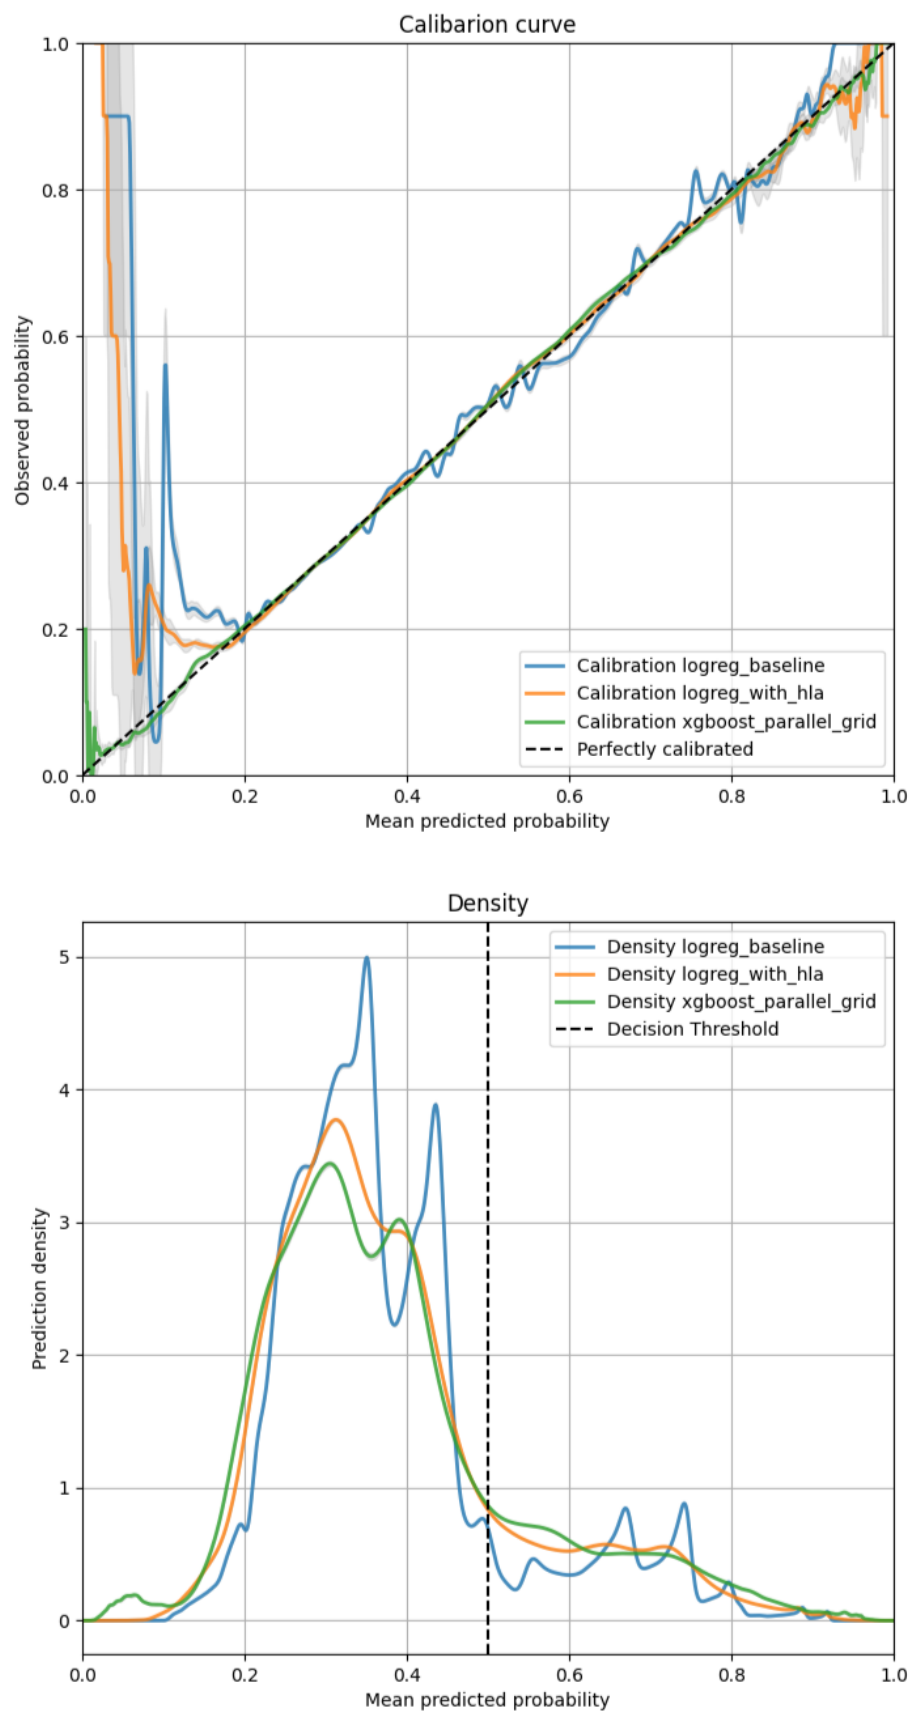 Calibarion curve
1.0
0.8
0.6
0.4
0.2
0.0
Observed probability
Calibration logreg_baseline
Calibration logreg_with_hla
Calibration xgboost_parallel_grid
Perfectly calibrated
0.0 0.2 0.4 0.6 0.8 1.0
Mean predicted probability
Density
5
4
3
2
1
0
Prediction density
Density logreg_baseline
Density logreg_with_hla
Density xgboost_parallel_grid
Decision Threshold
0.0 0.2 0.4 0.6 0.8 1.0
Mean predicted probability